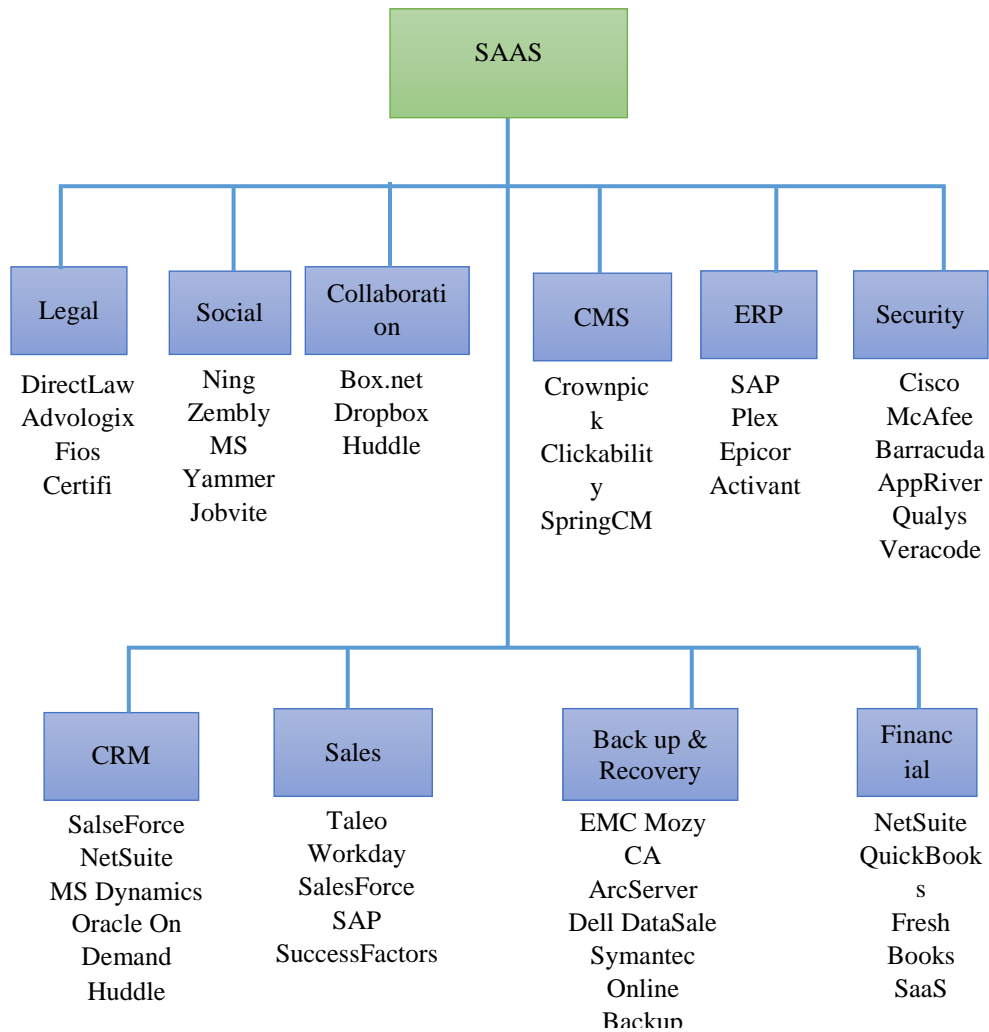 SAAS
Legal
DirectLaw
Advologix
Fios
Certifi
Social
Ning
Zembly
MS
Yammer
Jobvite
Collaborati
on
Box.net
Dropbox
Huddle
CMS
Crownpic
k
Clickabilit
y
SpringCM
ERP
SAP
Plex
Epicor
Activant
Security
Cisco
McAfee
Barracuda
AppRiver
Qualys
Veracode
CRM
SalseForce
NetSuite
MS Dynamics
Oracle On
Demand
Huddle
Sales
Taleo
Workday
SalesForce
SAP
SuccessFactors
Back up &
Recovery
EMC Mozy
CA
ArcServer
Dell DataSale
Symantec
Online
Backup
Financ
ial
NetSuite
QuickBook
s
Fresh
Books
SaaS